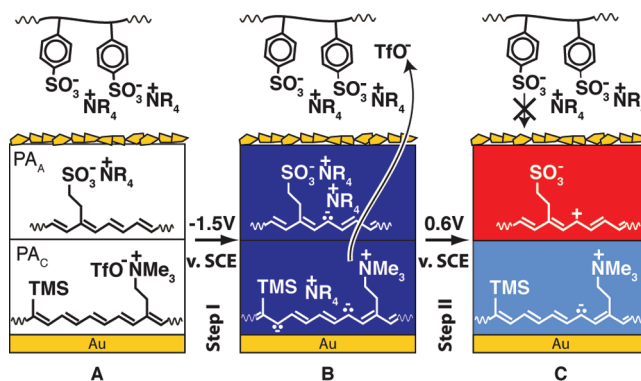 SO₃⁻ SO₃⁻ ⁺NR₄ ⁺NR₄
TfO⁻
SO₃⁻ SO₃⁻ ⁺NR₄ ⁺NR₄
SO₃⁻ SO₃⁻ ⁺NR₄ ⁺NR
PA_A
SO₃⁻ ⁺NR₄
PA_C
TfO⁻ ⁺NMe₃
TMS
Au
A
-1.5V
v. SCE
Step I
SO₃⁻ ⁺NR₄
⁺NR₄
-
⁺NMe₃
TMS ⁺NR₄
- -
Au
B
0.6V
v. SCE
Step II
SO₃⁻
+
⁺NMe₃
TMS
-
Au
C